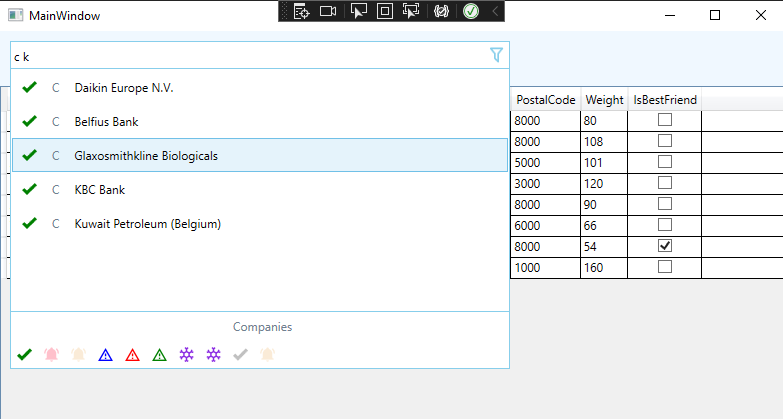 MainWindow
c k
C Daikin Europe N.V.
C Belfius Bank
C Glaxosmithkline Biologicals
C KBC Bank
C Kuwait Petroleum (Belgium)
Companies
PostalCode Weight IsBestFriend
8000 80
8000 108
5000 101
3000 120
8000 90
6000 66
8000 54
1000 160